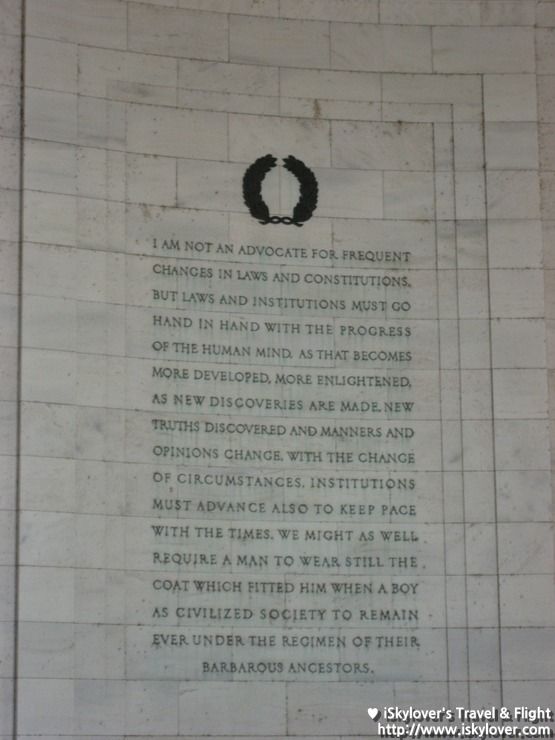 I AM NOT AN ADVOCATE FOR FREQUENT
CHANGES IN LAWS AND CONSTITUTIONS,
BUT LAWS AND INSTITUTIONS MUST GO
HAND IN HAND WITH THE PROGRESS
OF THE HUMAN MIND. AS THAT BECOMES
MORE DEVELOPED, MORE ENLIGHTENED,
AS NEW DISCOVERIES ARE MADE, NEW
TRUTHS DISCOVERED AND MANNERS AND
OPINIONS CHANGE, WITH THE CHANGE
OF CIRCUMSTANCES, INSTITUTIONS
MUST ADVANCE ALSO TO KEEP PACE
WITH THE TIMES. WE MIGHT AS WELL
REQUIRE A MAN TO WEAR STILL THE
COAT WHICH FITTED HIM WHEN A BOY
AS CIVILIZED SOCIETY TO REMAIN
EVER UNDER THE REGIMEN OF THEIR
BARBAROUS ANCESTORS.
♥ iSkylover's Travel & Flight
http://www.iskylover.com